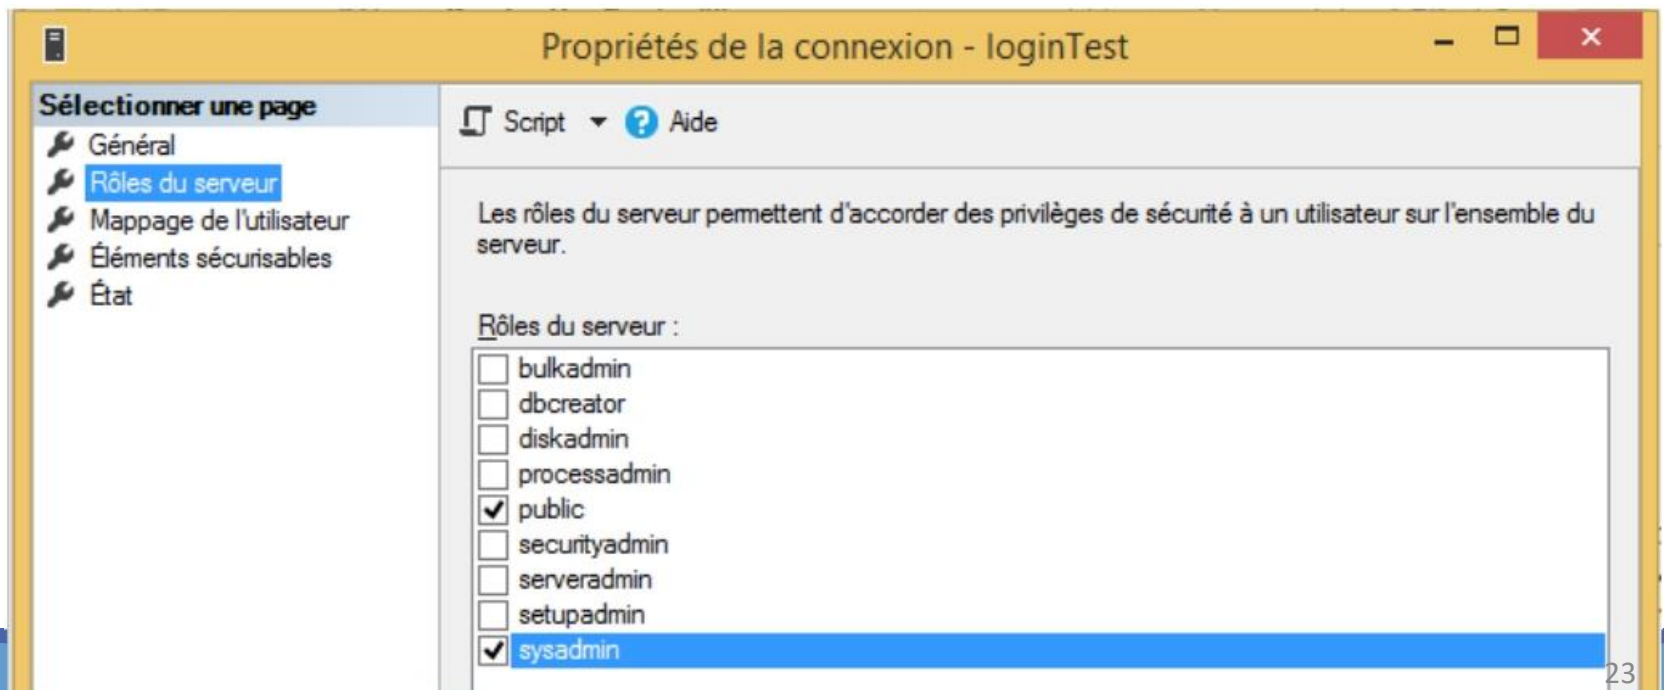 Propriétés de la connexion - loginTest
Sélectionner une page
Général
Rôles du serveur
Mappage de l'utilisateur
Éléments sécurisables
État
Script
Aide
Les rôles du serveur permettent d'accorder des privilèges de sécurité à un utilisateur sur l'ensemble du
serveur.
Rôles du serveur :
bulkadmin
dbcreator
diskadmin
processadmin
public
securityadmin
serveradmin
setupadmin
sysadmin
23